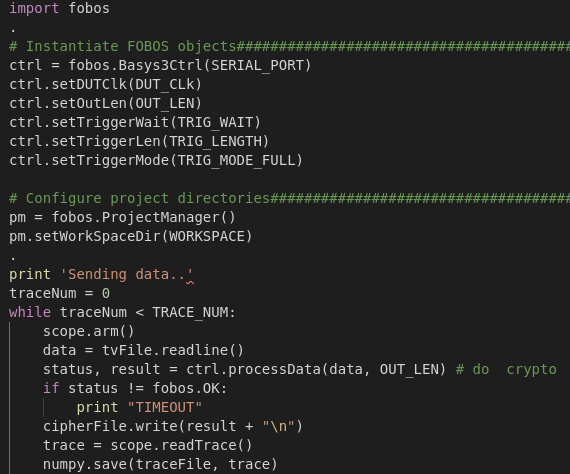 import fobos
.
# Instantiate FOBOS objects########################################
ctrl = fobos.Basys3Ctrl(SERIAL_PORT)
ctrl.setDUTClk(DUT_CLk)
ctrl.setOutLen(OUT_LEN)
ctrl.setTriggerWait(TRIG_WAIT)
ctrl.setTriggerLen(TRIG_LENGTH)
ctrl.setTriggerMode(TRIG_MODE_FULL)
# Configure project directories####################################
pm = fobos.ProjectManager()
pm.setWorkSpaceDir(WORKSPACE)
.
print 'Sending data..'
traceNum = 0
while traceNum < TRACE_NUM:
    scope.arm()
    data = tvFile.readline()
    status, result = ctrl.processData(data, OUT_LEN) # do  crypto
    if status != fobos.OK:
        print "TIMEOUT"
    cipherFile.write(result + "\n")
    trace = scope.readTrace()
    numpy.save(traceFile, trace)